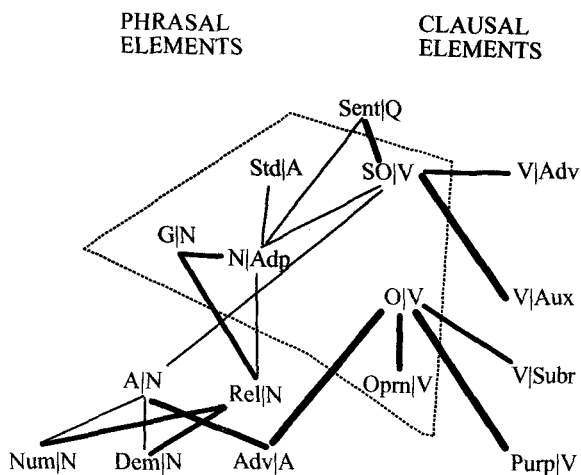 PHRASAL
ELEMENTS
CLAUSAL
ELEMENTS
Sent|Q
Std|A
SO|V
V|Adv
G|N
N|Adp
O|V
V|Aux
A|N
Rel|N
Oprn|V
V|Subr
Num|N
Dem|N
Adv|A
Purp|V